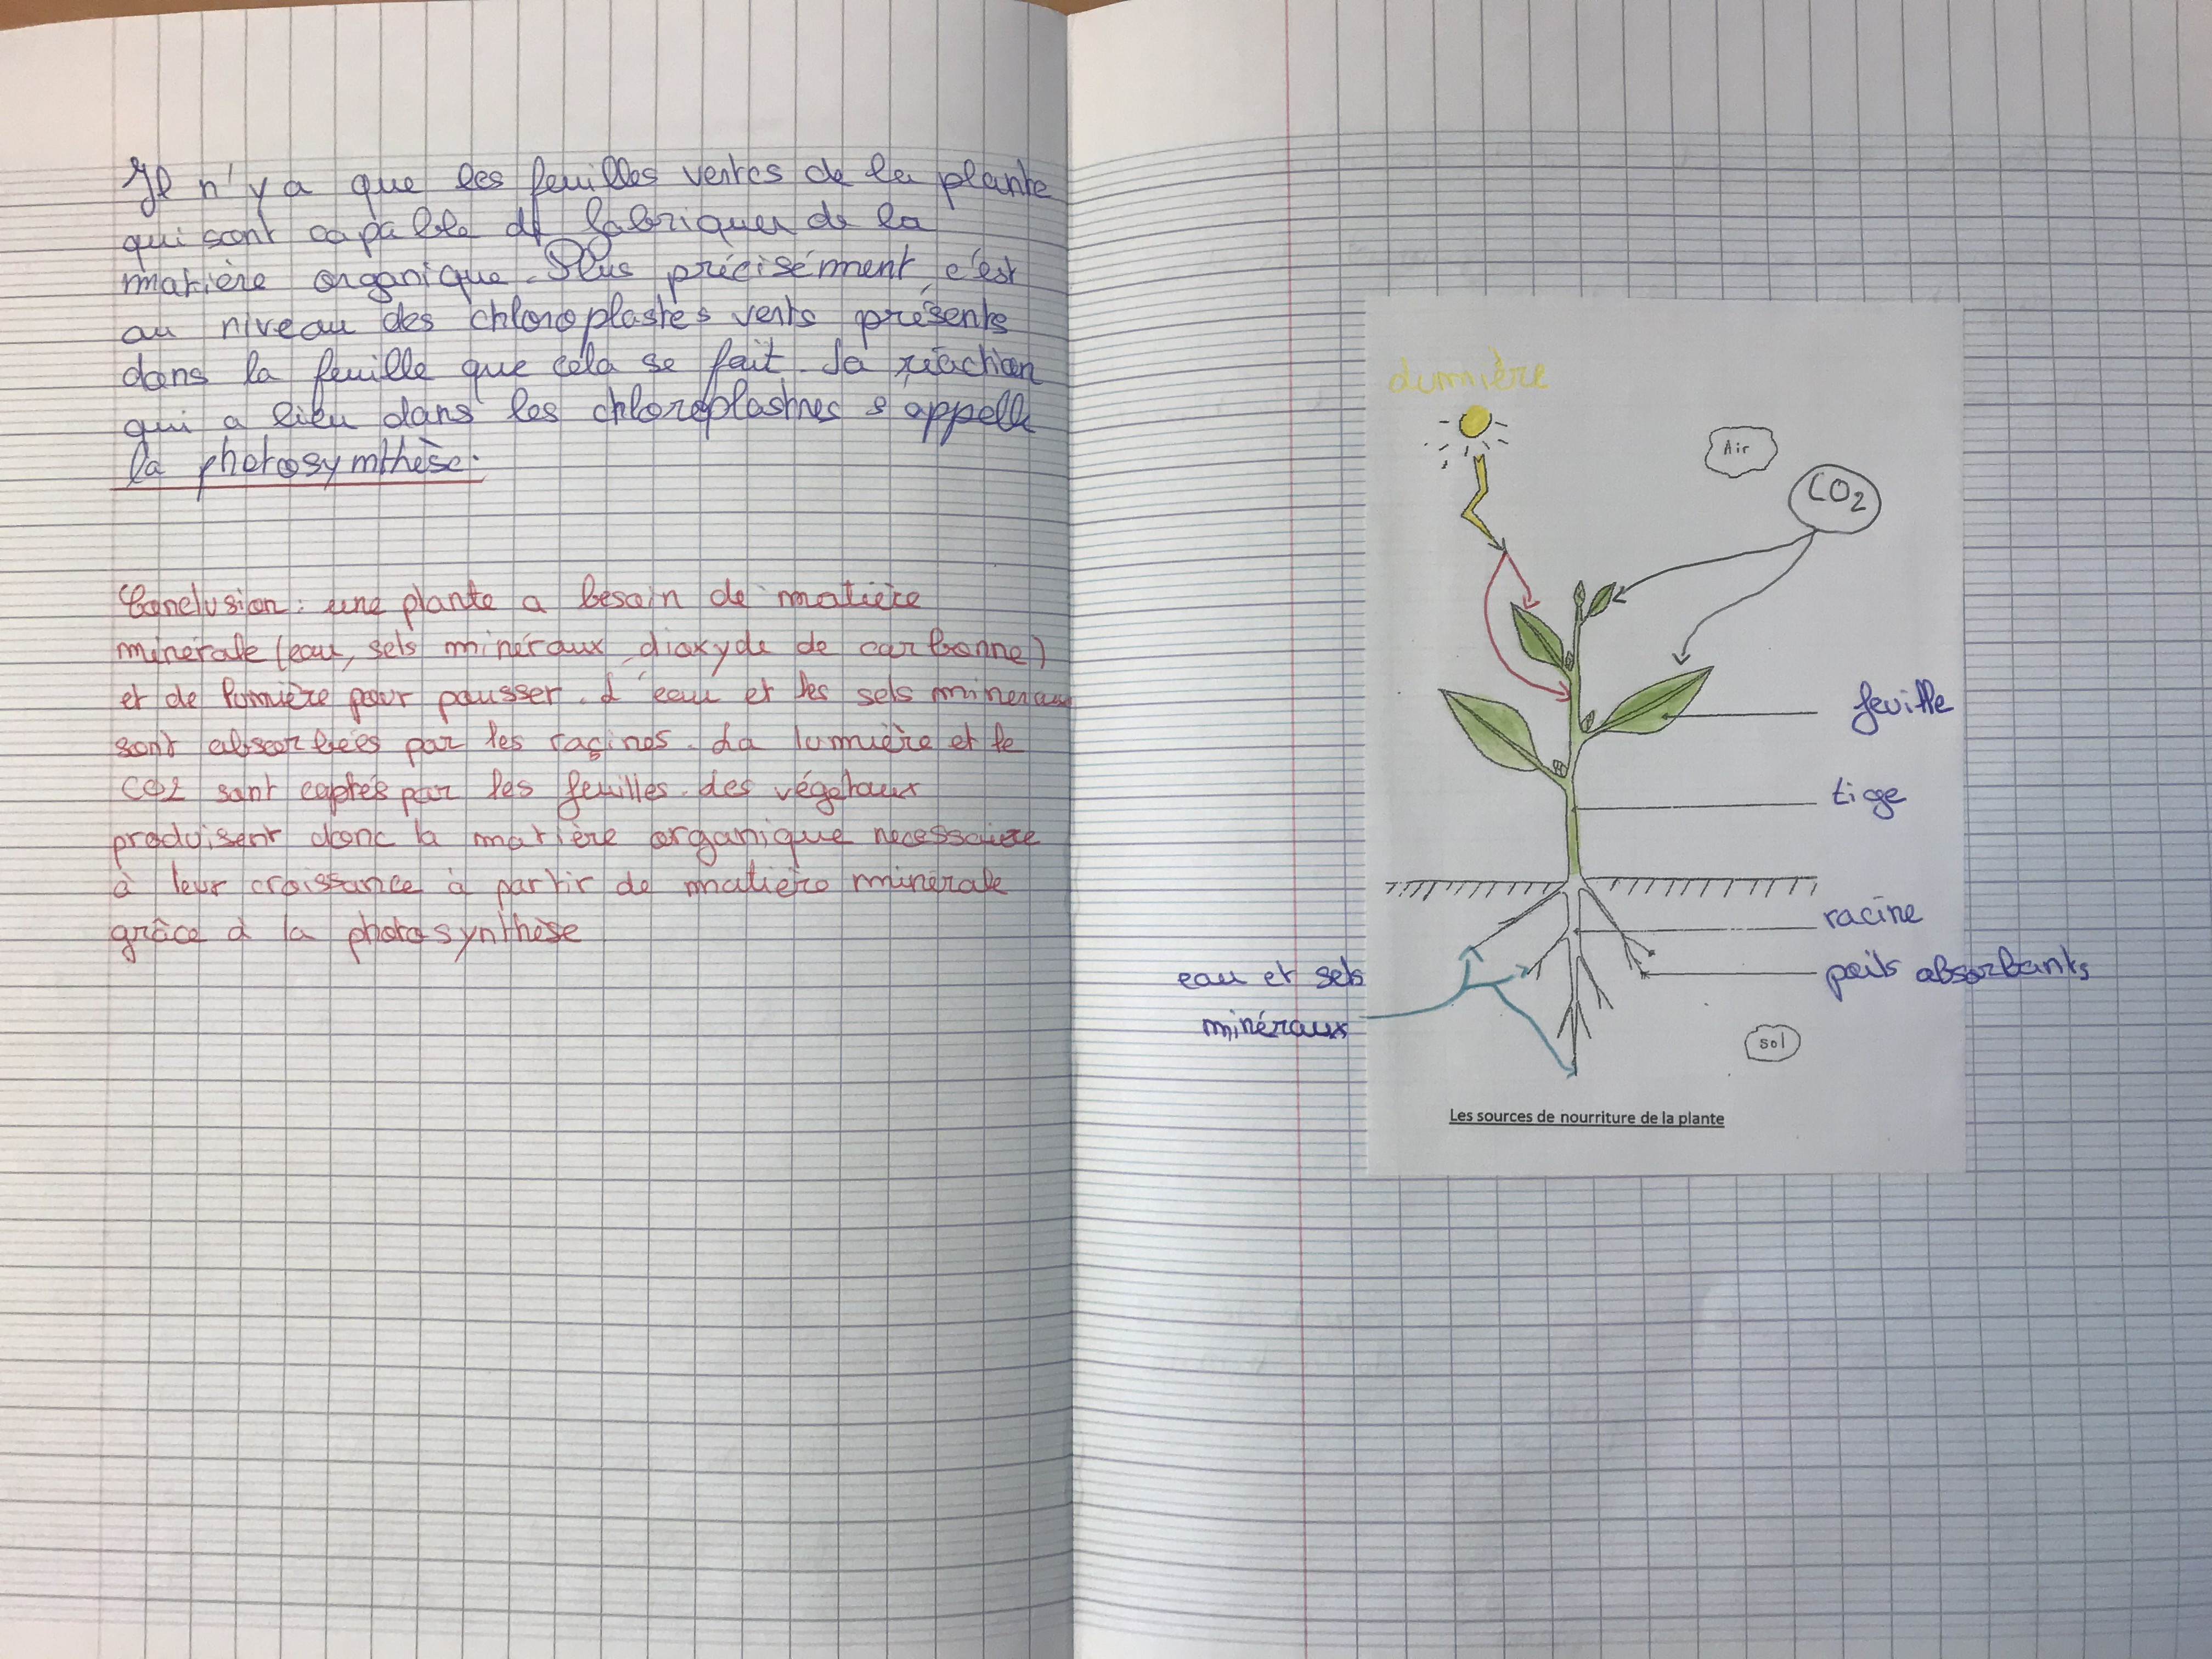 Il n'y a que les feuilles vertes de la plante
qui sont capable de fabriquer de la
matière organique. Plus précisément, c'est
au niveau des chloroplastes verts présents
dans la feuille que cela se fait. La réaction
qui a lieu dans les chloroplastres s'appelle
la photosymthèse.
Conclusion: une plante a besoin de matière
minérale (eau, sels minéraux, dioxyde de carbonne)
et de lumière pour pousser. L'eau et les sels mineraux
sont absorbées par les racines. La lumière et le
CO2 sont captés par les feuilles. Les végétaux
produisent donc la matière organique necessaire
à leur croissance à partir de matière minérale
grâce à la photosynthèse
Lumière
Air
CO2
feuille
tige
racine
poils absorbants
eau et sels
minéraux
sol
Les sources de nourriture de la plante